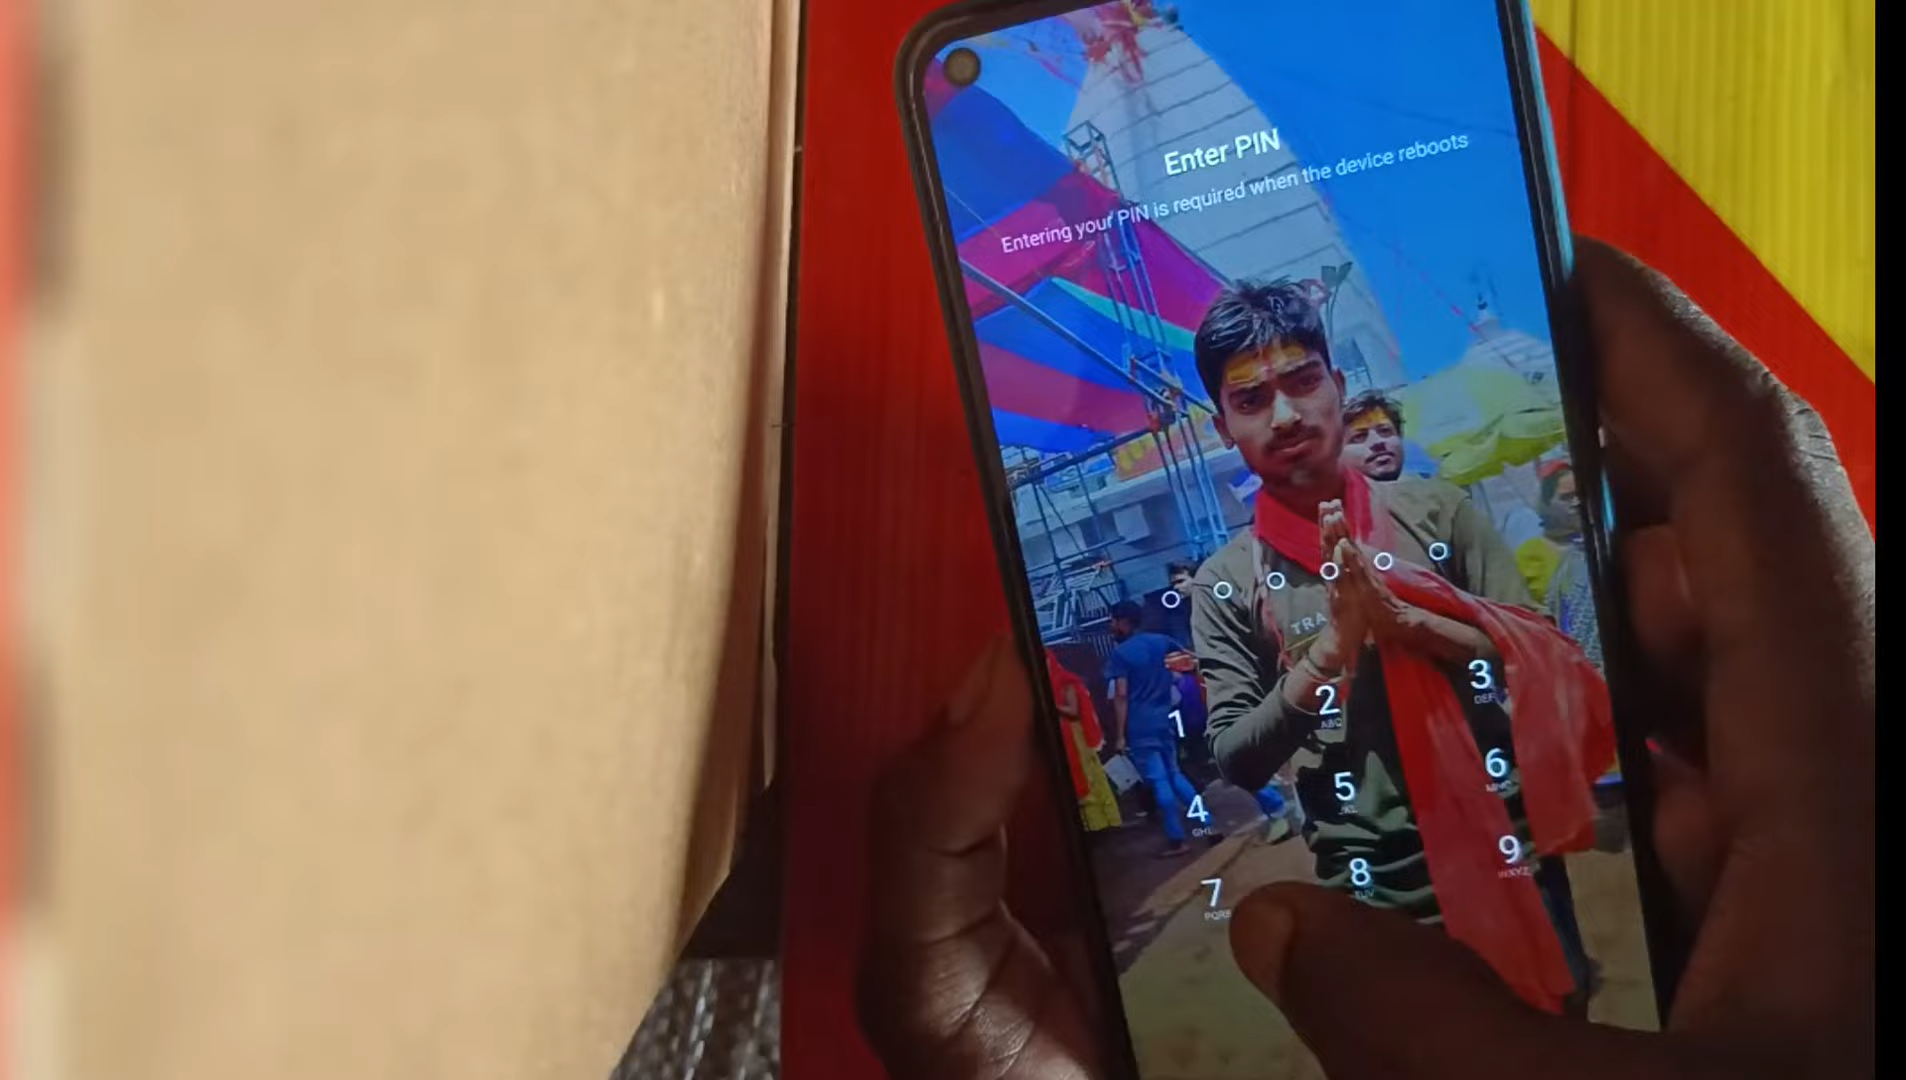 Enter PIN
Entering your PIN is required when the device reboots
TRA
1
2
ABC
3
DEF
4
GHI
5
JKL
6
MNO
7
PQRS
8
TUV
9
WXYZ